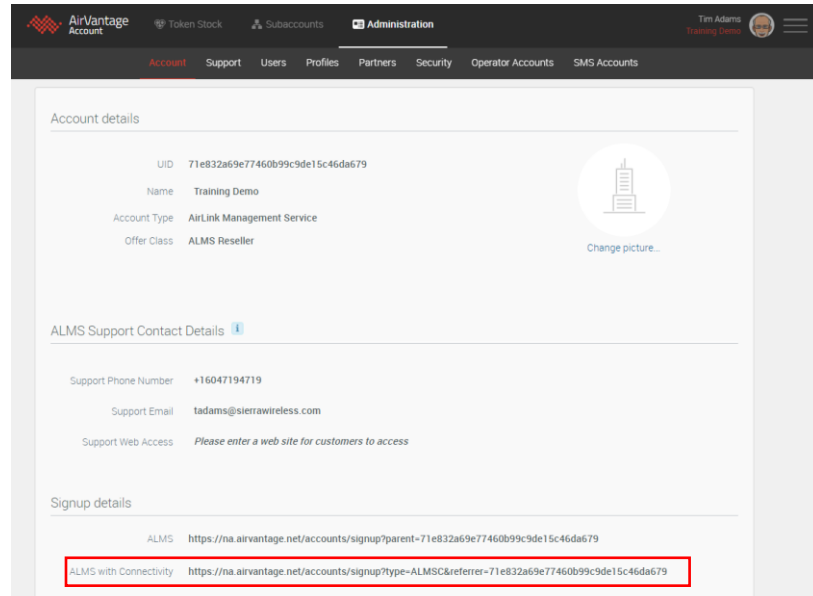 AirVantage
Account
Token Stock
Subaccounts
Administration
Tim Adams
Training Demo
Account Support Users Profiles Partners Security Operator Accounts SMS Accounts
Account details
UID 71e832a69e77460b99c9de15c46da679
Name Training Demo
Account Type AirLink Management Service
Offer Class ALMS Reseller
Change picture...
ALMS Support Contact Details i
Support Phone Number +16047194719
Support Email tadams@sierrawireless.com
Support Web Access Please enter a web site for customers to access
Signup details
ALMS https://na.airvantage.net/accounts/signup?parent=71e832a69e77460b99c9de15c46da679
ALMS with Connectivity https://na.airvantage.net/accounts/signup?type=ALMSC&referrer=71e832a69e77460b99c9de15c46da679